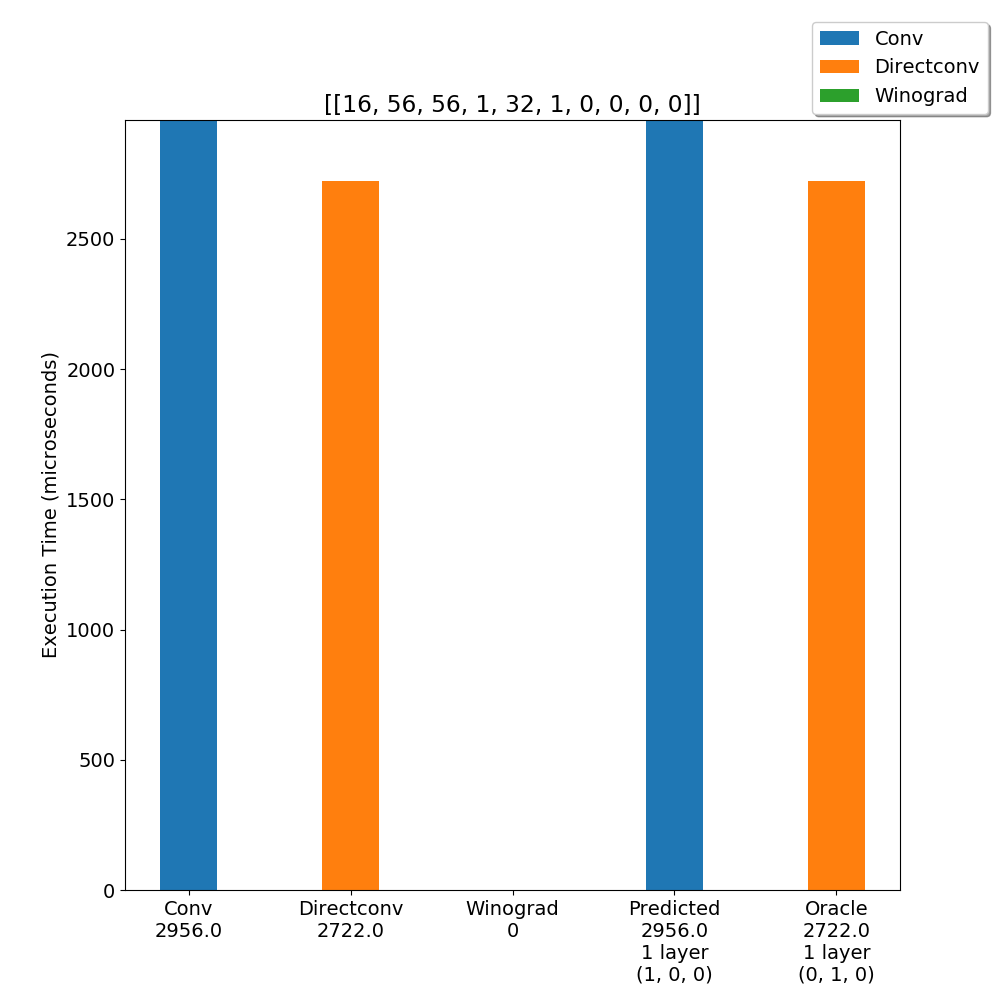 Conv
Directconv
Winograd
[[16, 56, 56, 1, 32, 1, 0, 0, 0, 0]]
Execution Time (microseconds)
2500
2000
1500
1000
500
0
Conv
2956.0
Directconv
2722.0
Winograd
0
Predicted
2956.0
1 layer
(1, 0, 0)
Oracle
2722.0
1 layer
(0, 1, 0)